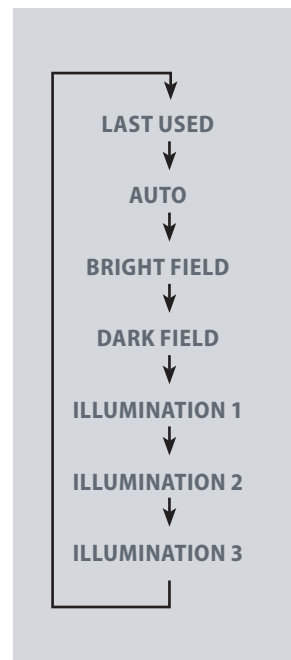 LAST USED
AUTO
BRIGHT FIELD
DARK FIELD
ILLUMINATION 1
ILLUMINATION 2
ILLUMINATION 3